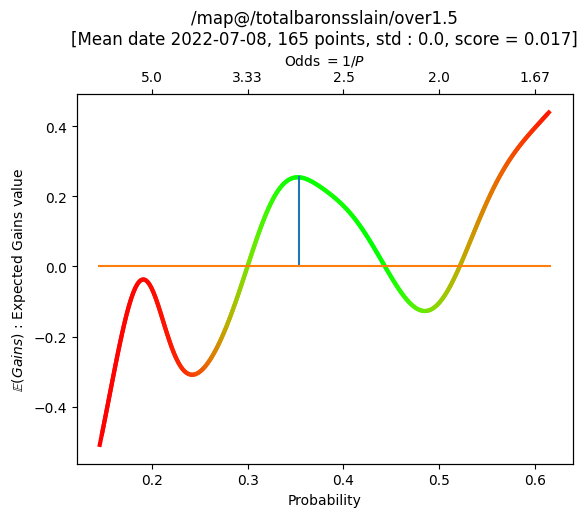 /map@/totalbaronsslain/over1.5
[Mean date 2022-07-08, 165 points, std : 0.0, score = 0.017]
Odds = 1/P
5.0 3.33 2.5 2.0 1.67
0.4
0.2
0.0
−0.2
−0.4
𝔼(Gains) : Expected Gains value
0.2 0.3 0.4 0.5 0.6
Probability